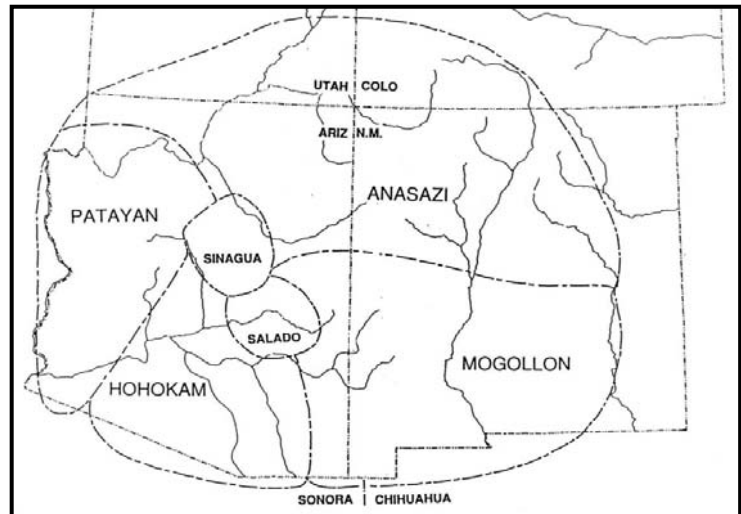 UTAH COLO
ARIZ N.M.
ANASAZI
PATAYAN
SINAGUA
SALADO
MOGOLLON
HOHOKAM
SONORA CHIHUAHUA